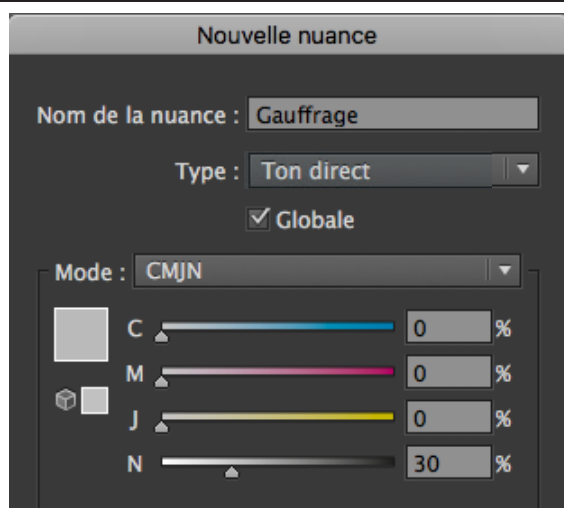 Nouvelle nuance
Nom de la nuance : Gauffrage
Type : Ton direct
Globale
Mode : CMJN
C 0 %
M 0 %
J 0 %
N 30 %